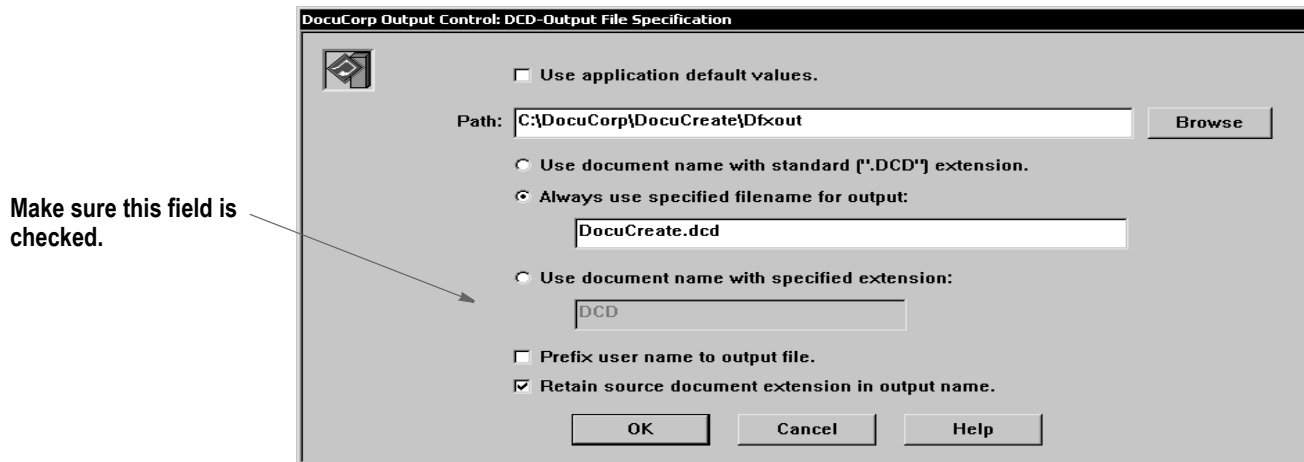 DocuCorp Output Control: DCD-Output File Specification
Use application default values.
Path: C:\DocuCorp\DocuCreate\Dfxout Browse
Use document name with standard (".DCD") extension.
Always use specified filename for output:
DocuCreate.dcd
Make sure this field is
checked.
Use document name with specified extension:
DCD
Prefix user name to output file.
Retain source document extension in output name.
OK Cancel Help